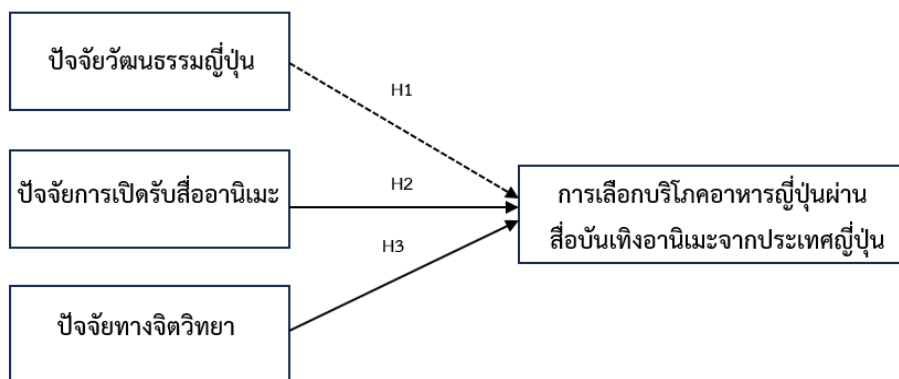 ปัจจัยวัฒนธรรมญี่ปุ่น
H1
ปัจจัยการเปิดรับสื่ออานิเมะ
H2
การเลือกบริโภคอาหารญี่ปุ่นผ่าน
สื่อบันเทิงอานิเมะจากประเทศญี่ปุ่น
H3
ปัจจัยทางจิตวิทยา